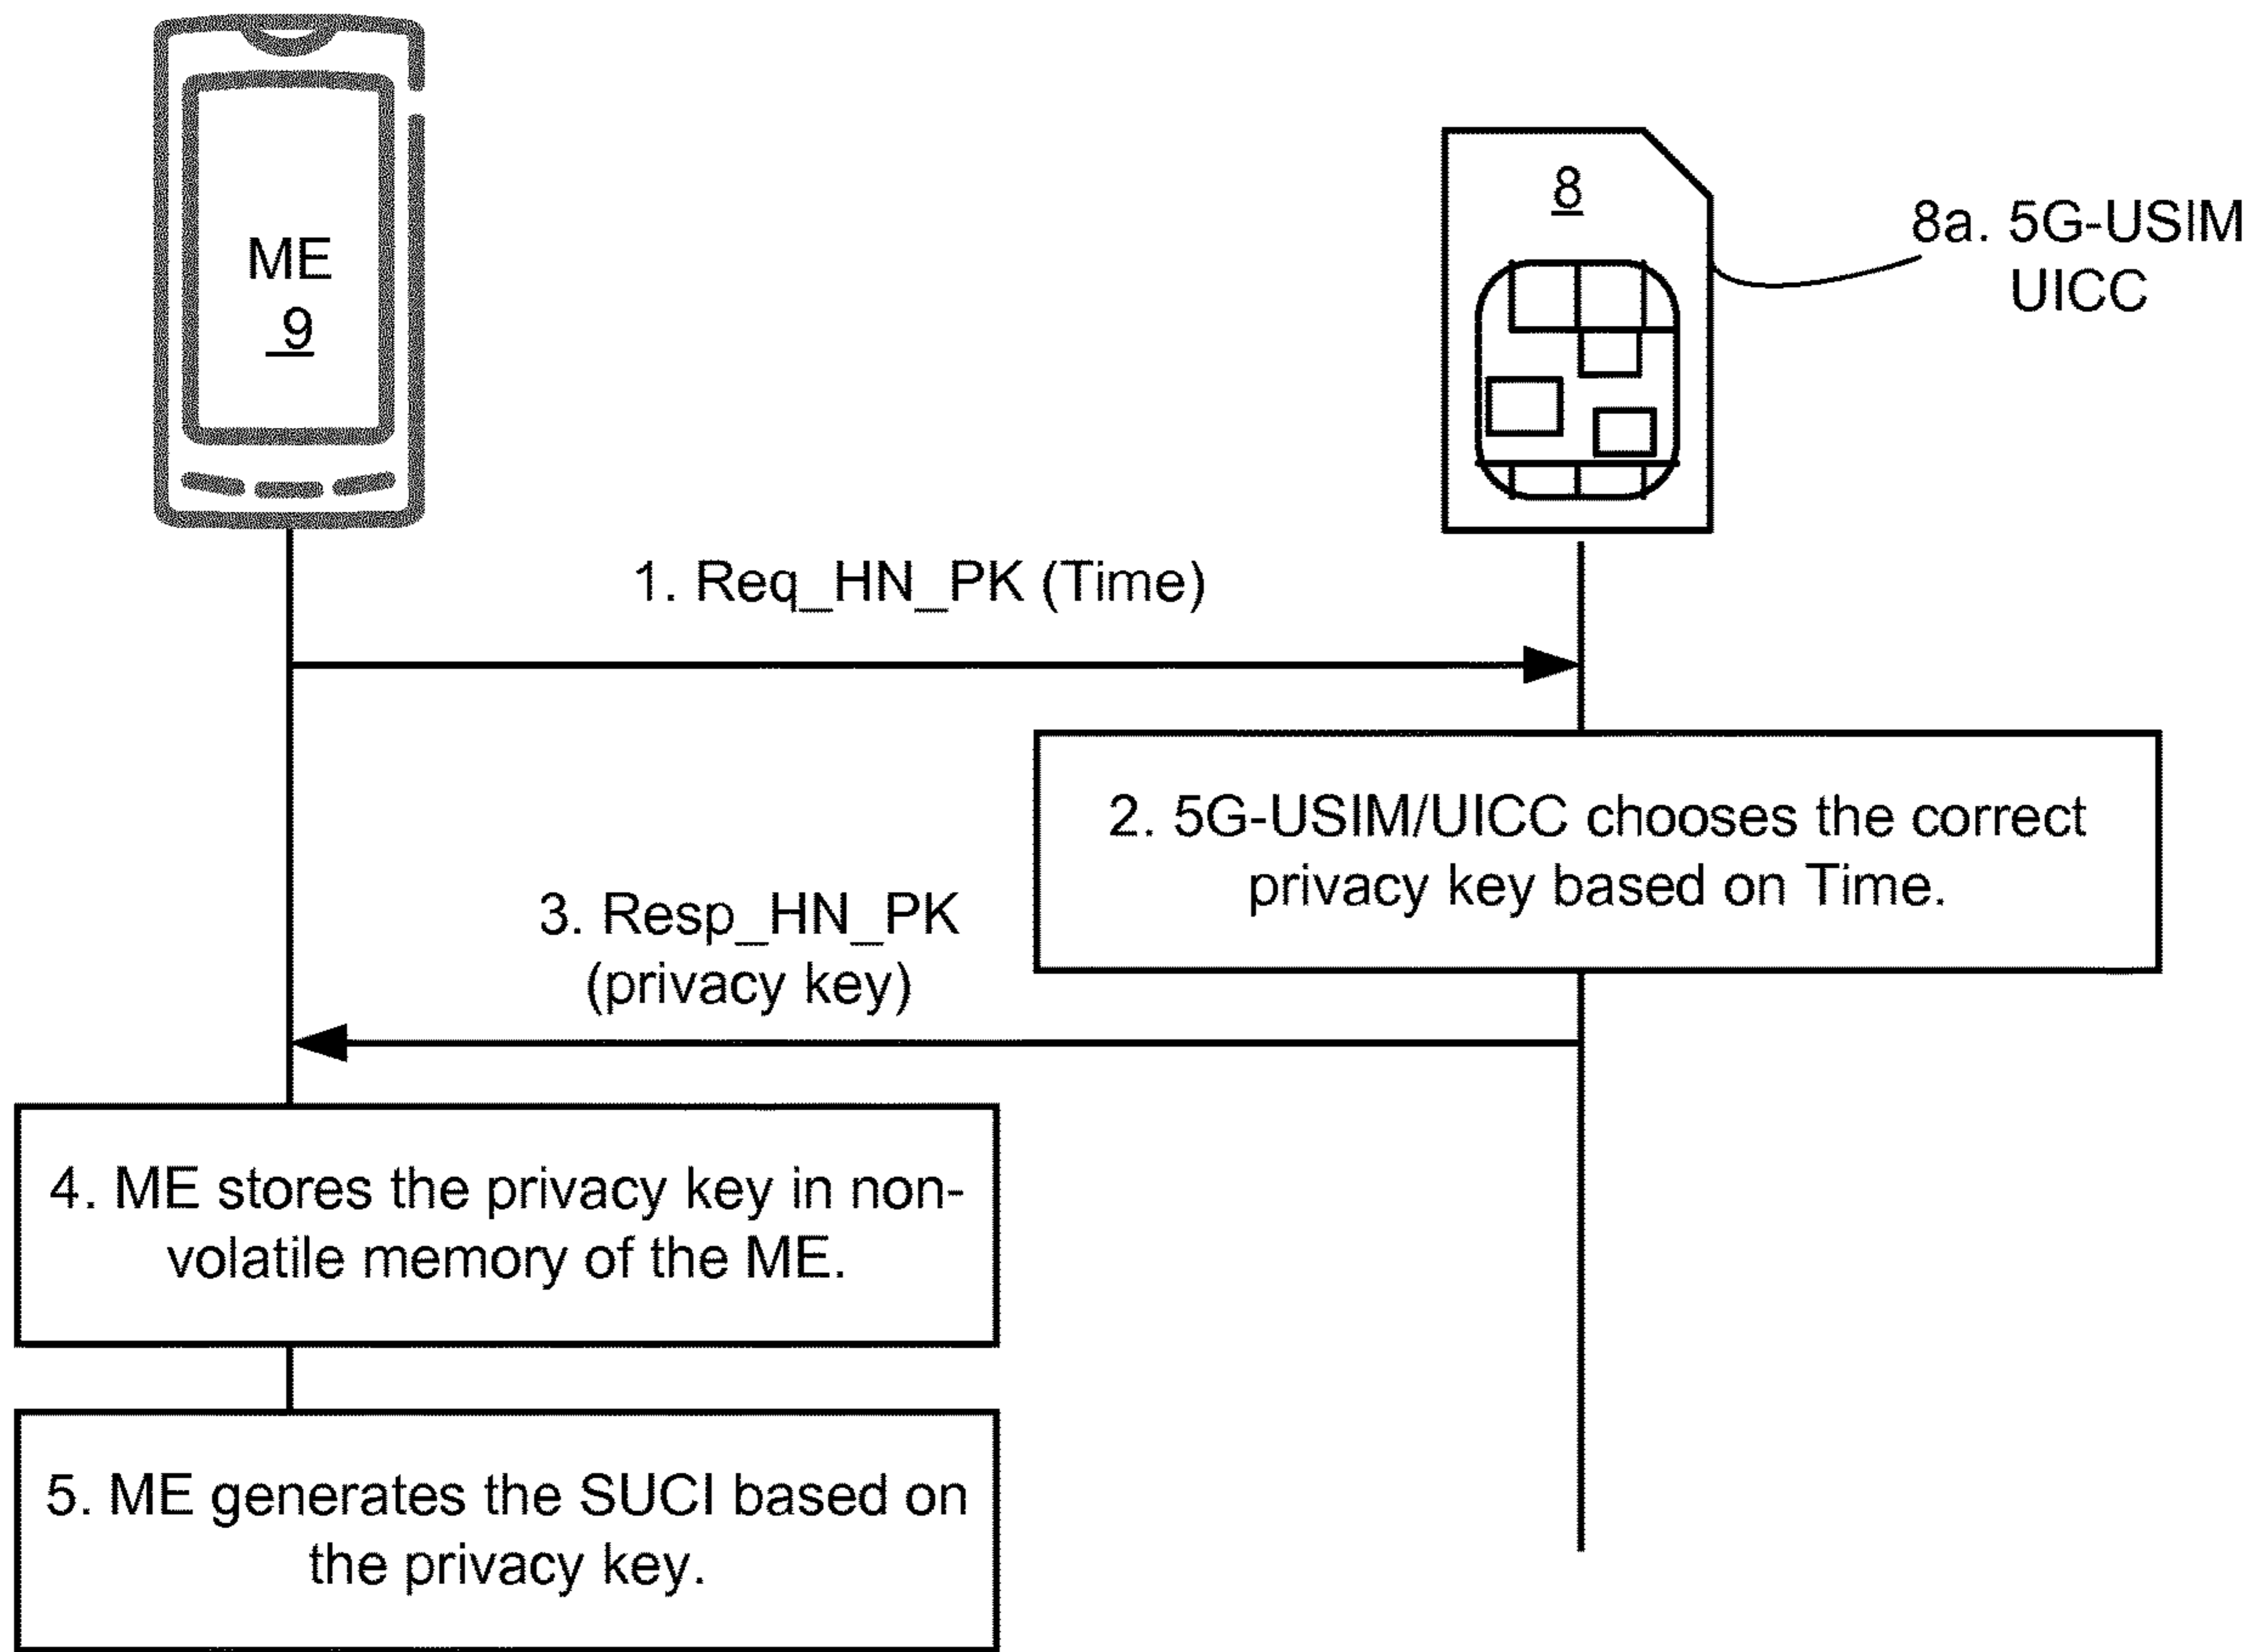 ME
9
8
8a. 5G-USIM
UICC
1. Req_HN_PK (Time)
2. 5G-USIM/UICC chooses the correct
privacy key based on Time.
3. Resp_HN_PK
(privacy key)
4. ME stores the privacy key in non-
volatile memory of the ME.
5. ME generates the SUCI based on
the privacy key.